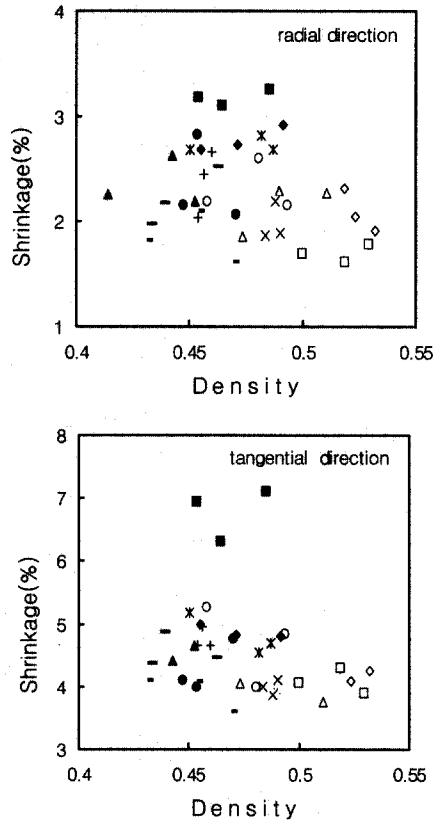 4
radial direction
3
Shrinkage(%)
2
1
0.4 0.45 0.5 0.55
Density
8
tangential direction
7
6
Shrinkage(%)
5
4
3
0.4 0.45 0.5 0.55
Density